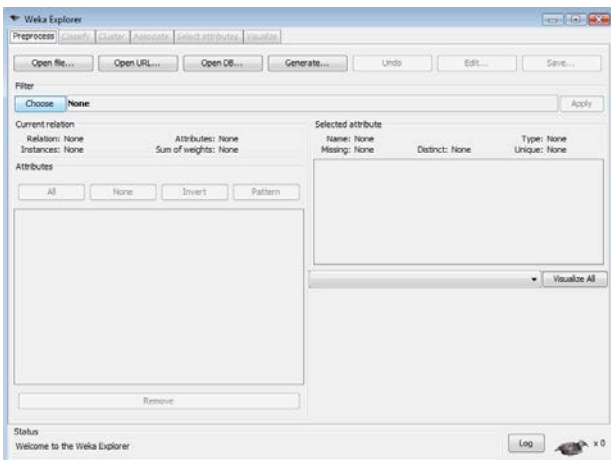 Weka Explorer
Preprocess Classify Cluster Associate Select attributes Visualize
Open file... Open URL... Open DB... Generate... Undo Edit... Save...
Filter
Choose None Apply
Current relation
Relation: None Attributes: None
Instances: None Sum of weights: None
Attributes
All None Invert Pattern
Remove
Selected attribute
Name: None Type: None
Missing: None Distinct: None Unique: None
Visualize All
Status
Welcome to the Weka Explorer
Log x 0